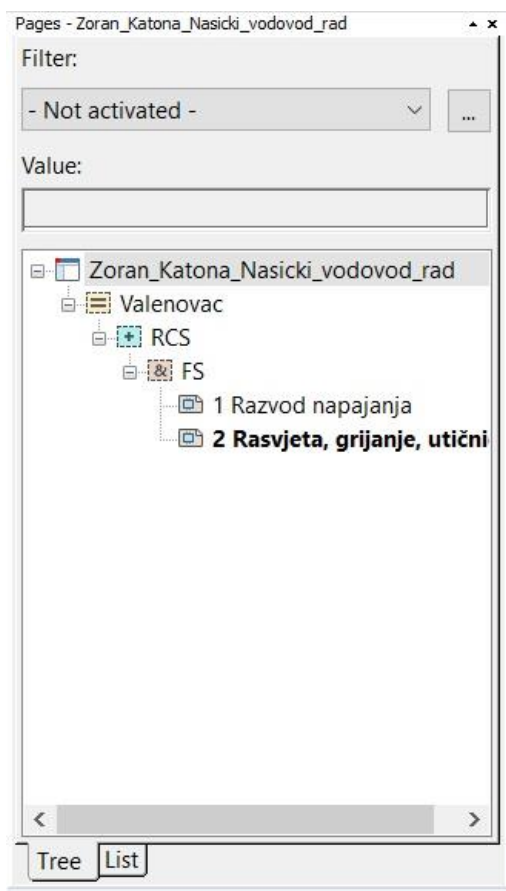 Pages - Zoran_Katona_Nasicki_vodovod_rad
Filter:
- Not activated -
...
Value:
Zoran_Katona_Nasicki_vodovod_rad
Valenovac
+ RCS
& FS
1 Razvod napajanja
2 Rasvjeta, grijanje, utični
Tree
List